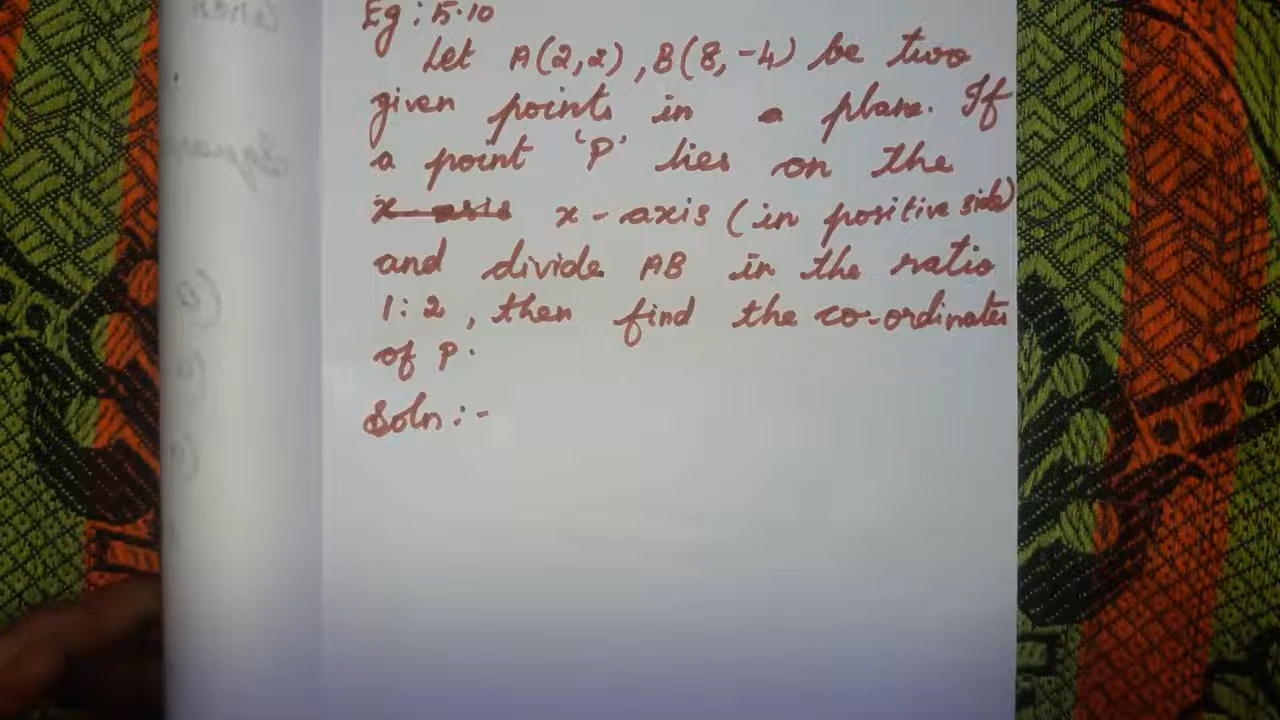 Eg : 5.10
Let A(2,2), B(8,-4) be two
given points in a plane. If
a point 'P' lies on the
x-axis x-axis (in positive side)
and divide AB in the ratio
1:2, then find the co-ordinates
of P.
Soln :-